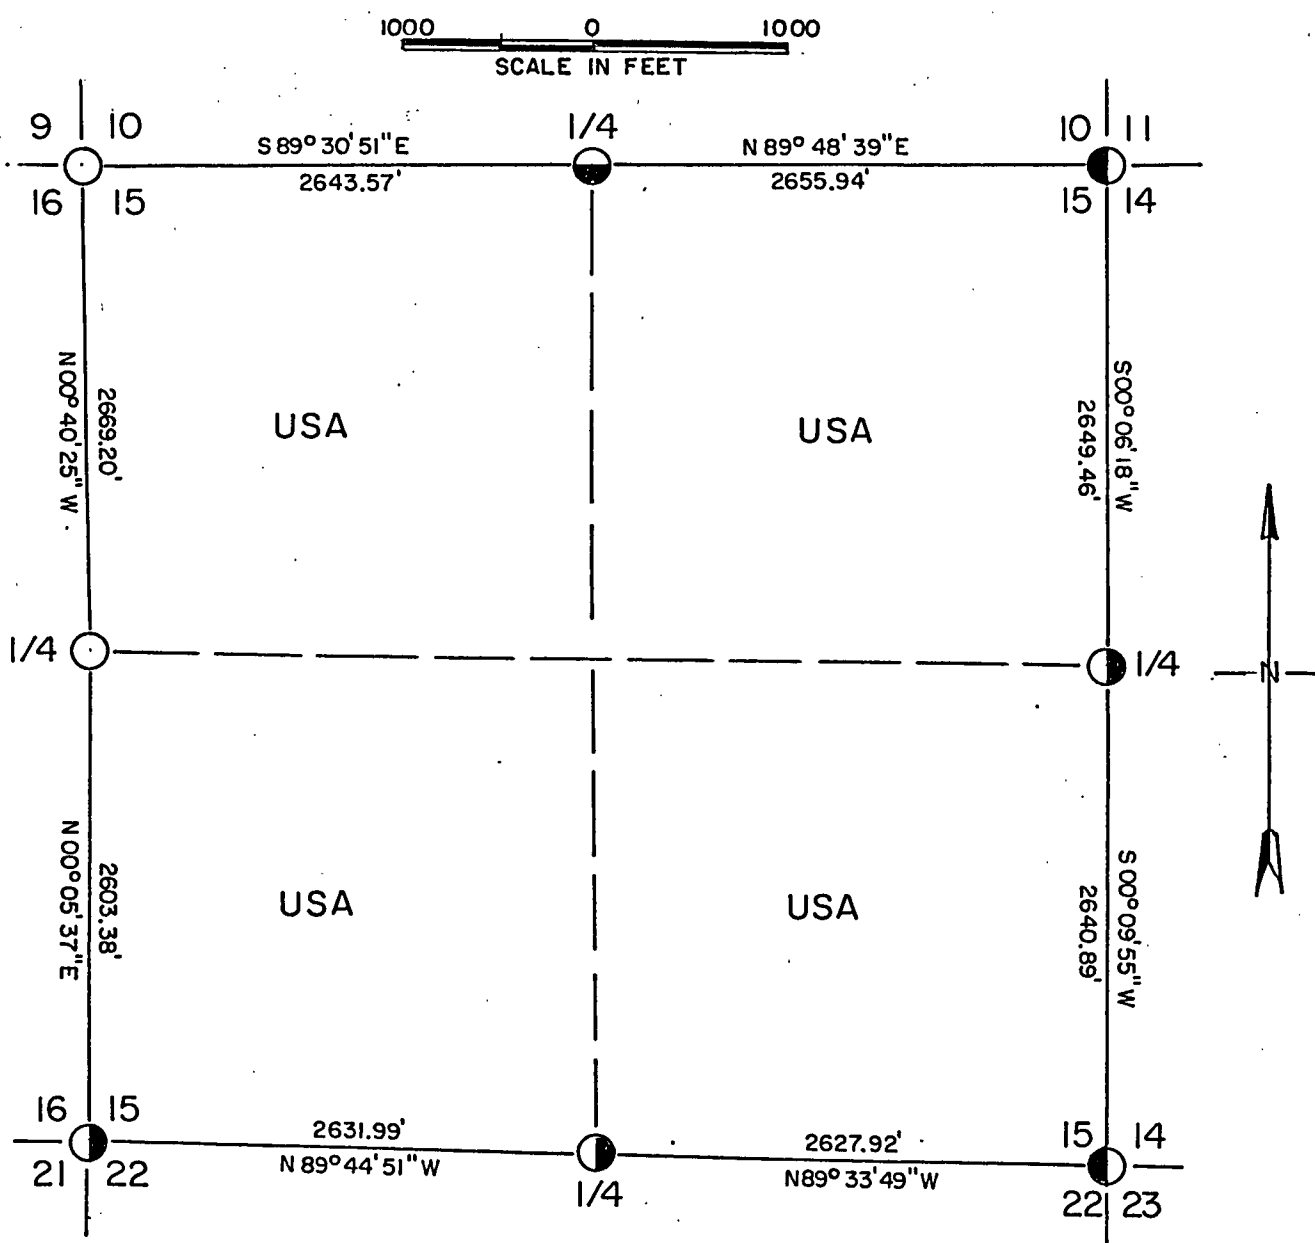 1000 0 1000
SCALE IN FEET
9 10
1/4
10 11
S 89° 30' 51" E
N 89° 48' 39" E
2643.57'
2655.94'
16 15
15 14
N 00° 40' 25" W
2669.20'
USA
USA
2649.46'
S 00° 06' 18" W
1/4
1/4
N
N 00° 05' 37" E
2603.38'
USA
USA
2640.89'
S 00° 09' 55" W
16 15
2631.99'
2627.92'
15 14
21 22
N 89° 44' 51" W
1/4
N 89° 33' 49" W
22 23